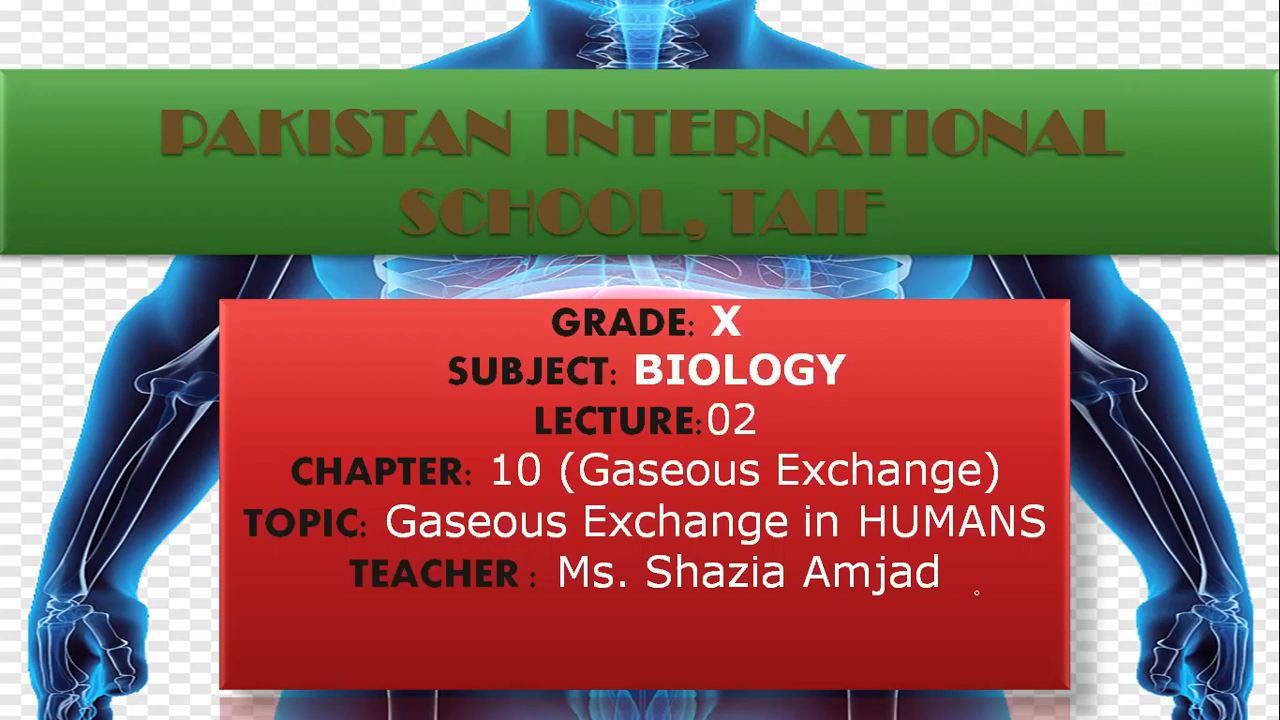 PAKISTAN INTERNATIONAL
SCHOOL, TAIF
GRADE: X
SUBJECT: BIOLOGY
LECTURE:02
CHAPTER: 10 (Gaseous Exchange)
TOPIC: Gaseous Exchange in HUMANS
TEACHER : Ms. Shazia Amjad